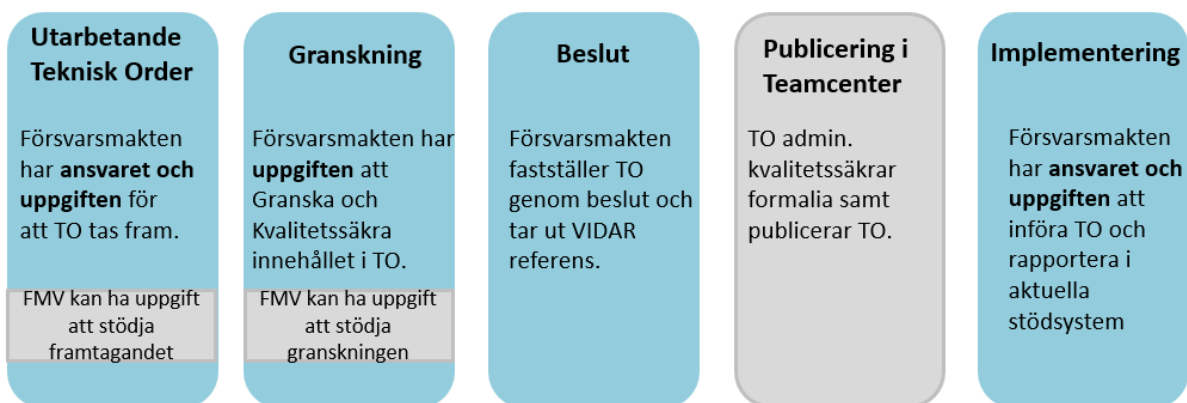 Utarbetande
Teknisk Order
Försvarsmakten
har ansvaret och
uppgiften för
att TO tas fram.
FMV kan ha uppgift
att stödja
framtagandet
Granskning
Försvarsmakten har
uppgiften att
Granska och
Kvalitetssäkra
innehållet i TO.
FMV kan ha uppgift
att stödja
granskningen
Beslut
Försvarsmakten
fastställer TO
genom beslut och
tar ut VIDAR
referens.
Publicering i
Teamcenter
TO admin.
kvalitetssäkrar
formalia samt
publicerar TO.
Implementering
Försvarsmakten
har ansvaret och
uppgiften att
införa TO och
rapportera i
aktuella
stödsystem